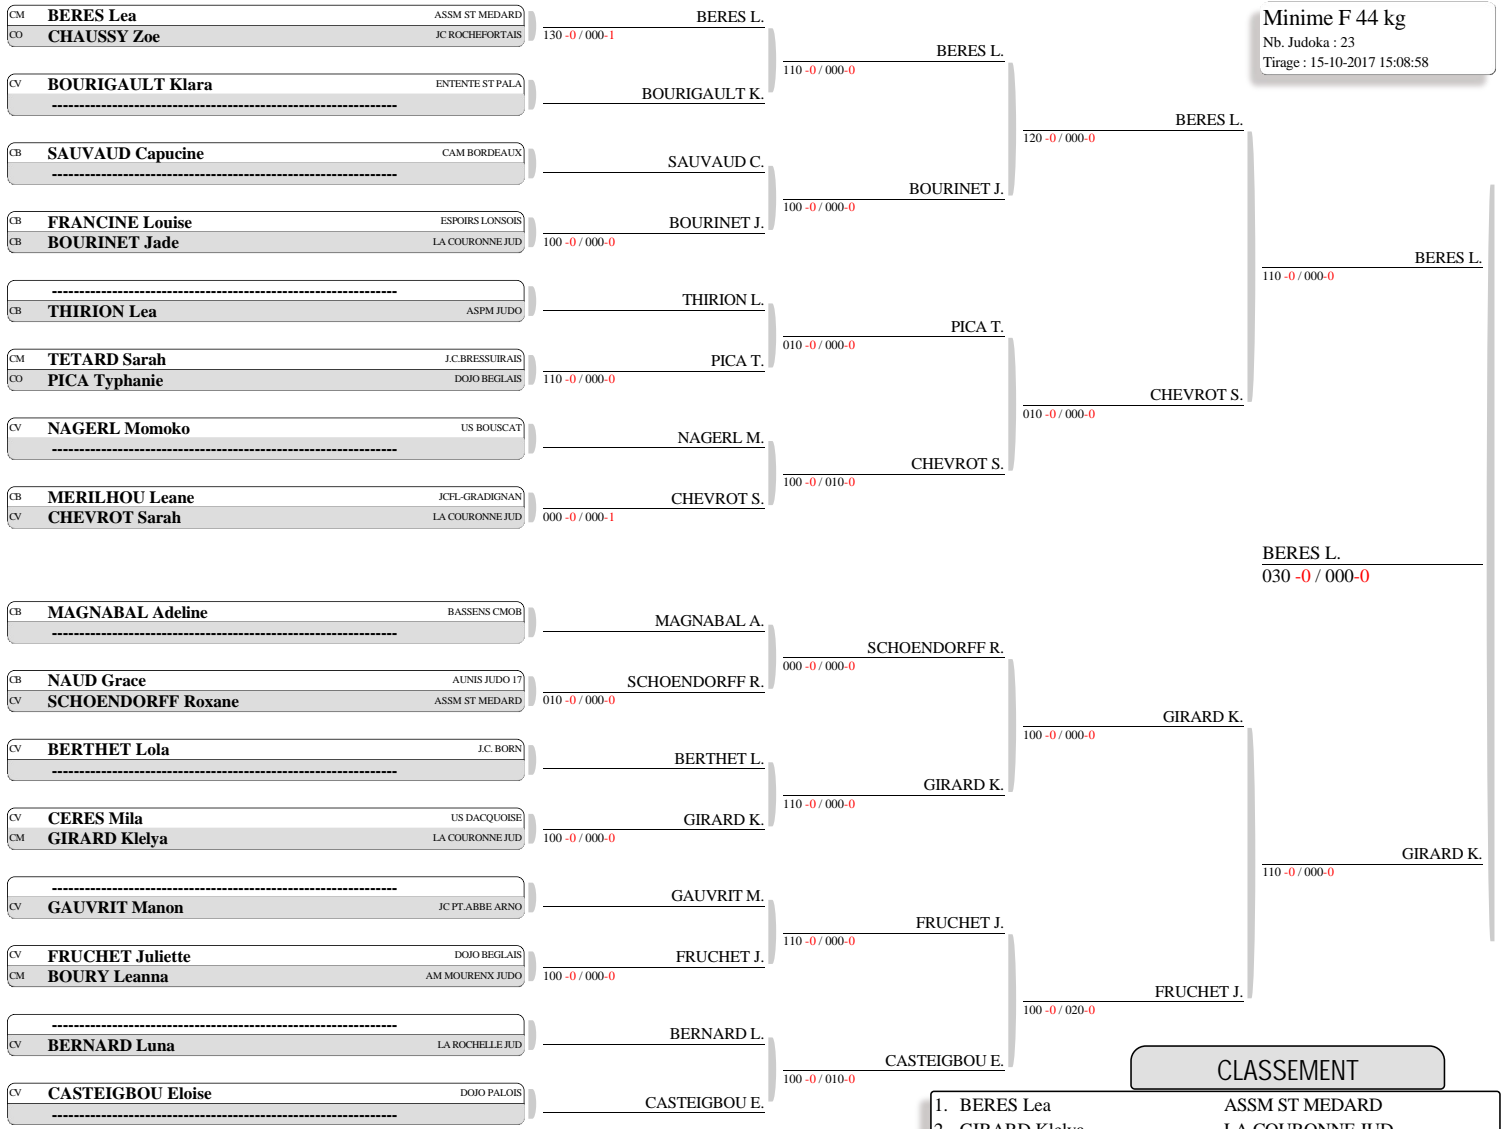 Minime F 44 kg
Nb. Judoka : 23
Tirage : 15-10-2017 15:08:58
CM BERES Lea ASSM ST MEDARD
CO CHAUSSY Zoe JC ROCHEFORTAIS
CV BOURIGAULT Klara ENTENTE ST PALA
----------------------------------------------------------------
CB SAUVAUD Capucine CAM BORDEAUX
----------------------------------------------------------------
CB FRANCINE Louise ESPOIRS LONSOIS
CB BOURINET Jade LA COURONNE JUD
----------------------------------------------------------------
CB THIRION Lea ASPM JUDO
CM TETARD Sarah J.C.BRESSUIRAIS
CO PICA Typhanie DOJO BEGLAIS
CV NAGERL Momoko US BOUSCAT
----------------------------------------------------------------
CB MERILHOU Leane JCFL-GRADIGNAN
CV CHEVROT Sarah LA COURONNE JUD
CB MAGNABAL Adeline BASSENS CMOB
----------------------------------------------------------------
CB NAUD Grace AUNIS JUDO 17
CV SCHOENDORFF Roxane ASSM ST MEDARD
CV BERTHET Lola J.C. BORN
----------------------------------------------------------------
CV CERES Mila US DACQUOISE
CM GIRARD Klelya LA COURONNE JUD
----------------------------------------------------------------
CV GAUVRIT Manon JC PT.ABBE ARNO
CV FRUCHET Juliette DOJO BEGLAIS
CM BOURY Leanna AM MOURENX JUDO
----------------------------------------------------------------
CV BERNARD Luna LA ROCHELLE JUD
CV CASTEIGBOU Eloise DOJO PALOIS
----------------------------------------------------------------
BERES L.
130 -0 / 000-1
BOURIGAULT K.
SAUVAUD C.
BOURINET J.
100 -0 / 000-0
THIRION L.
PICA T.
110 -0 / 000-0
NAGERL M.
CHEVROT S.
000 -0 / 000-1
MAGNABAL A.
SCHOENDORFF R.
010 -0 / 000-0
BERTHET L.
GIRARD K.
100 -0 / 000-0
GAUVRIT M.
FRUCHET J.
100 -0 / 000-0
BERNARD L.
CASTEIGBOU E.
BERES L.
110 -0 / 000-0
BOURINET J.
100 -0 / 000-0
PICA T.
010 -0 / 000-0
CHEVROT S.
100 -0 / 010-0
SCHOENDORFF R.
000 -0 / 000-0
GIRARD K.
110 -0 / 000-0
FRUCHET J.
110 -0 / 000-0
CASTEIGBOU E.
100 -0 / 010-0
BERES L.
120 -0 / 000-0
CHEVROT S.
010 -0 / 000-0
GIRARD K.
100 -0 / 000-0
FRUCHET J.
100 -0 / 020-0
BERES L.
110 -0 / 000-0
GIRARD K.
110 -0 / 000-0
BERES L.
030 -0 / 000-0
CLASSEMENT
1. BERES Lea ASSM ST MEDARD
2. GIRARD Klelya LA COURONNE JUD